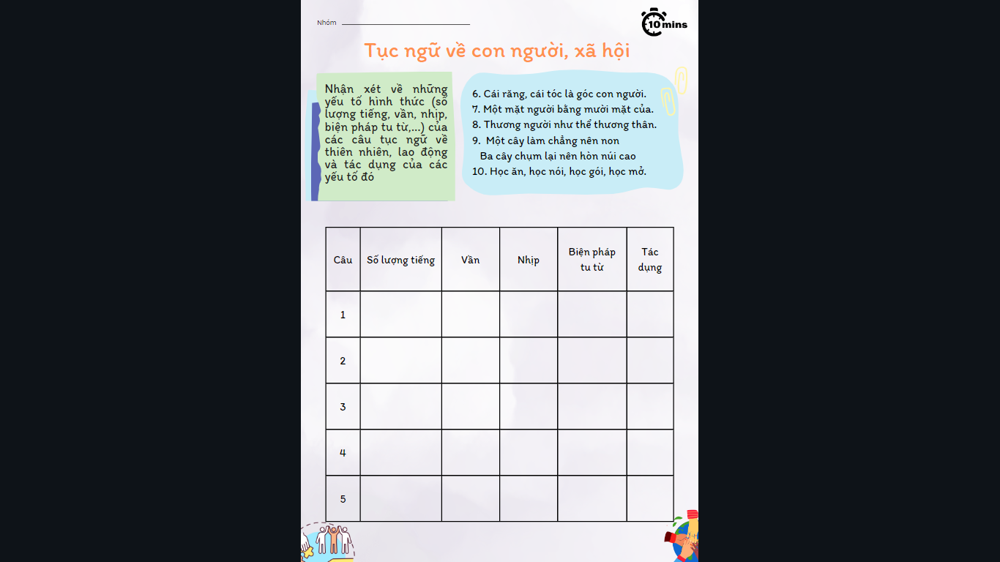 Nhóm
10 mins
Tục ngữ về con người, xã hội
Nhận xét về những
yếu tố hình thức (số
lượng tiếng, vần, nhịp,
biện pháp tu từ,...) của
các câu tục ngữ về
thiên nhiên, lao động
và tác dụng của các
yếu tố đó
6. Cái răng, cái tóc là góc con người.
7. Một mặt người bằng mười mặt của.
8. Thương người như thể thương thân.
9. Một cây làm chẳng nên non
Ba cây chụm lại nên hòn núi cao
10. Học ăn, học nói, học gói, học mở.
Câu Số lượng tiếng Vần Nhịp Biện pháp tu từ Tác dụng
1
2
3
4
5